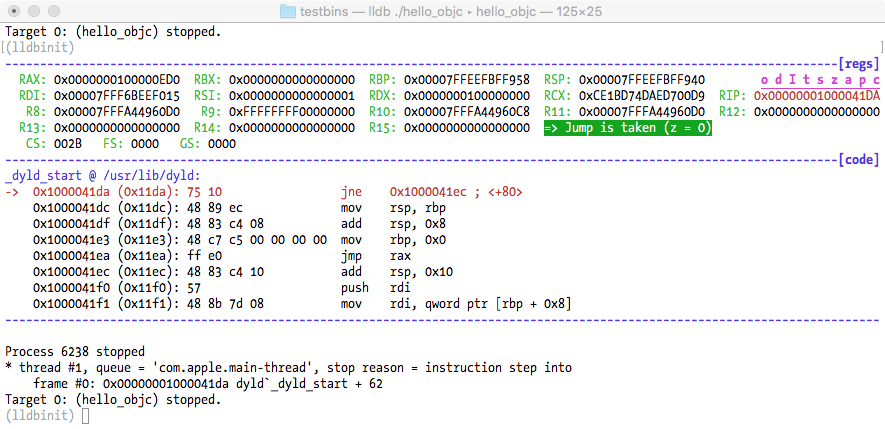 testbins — lldb ./hello_objc ▸ hello_objc — 125×25
Target 0: (hello_objc) stopped.
[(lldbinit) ]
[regs]
RAX: 0x0000000100000ED0 RBX: 0x0000000000000000 RBP: 0x00007FFEEFBFF958 RSP: 0x00007FFEEFBFF940 o d I t s z a p c
RDI: 0x00007FFF6BEEF015 RSI: 0x0000000000000001 RDX: 0x0000000100000000 RCX: 0xCE1BD74DAED700D9 RIP: 0x00000001000041DA
R8: 0x00007FFFA44960D0 R9: 0xFFFFFFFF00000000 R10: 0x00007FFFA44960C8 R11: 0x00007FFFA44960D0 R12: 0x0000000000000000
R13: 0x0000000000000000 R14: 0x0000000000000000 R15: 0x0000000000000000 => Jump is taken (z = 0)
CS: 002B FS: 0000 GS: 0000
[code]
_dyld_start @ /usr/lib/dyld:
-> 0x1000041da (0x11da): 75 10 jne 0x1000041ec ; <+80>
0x1000041dc (0x11dc): 48 89 ec mov rsp, rbp
0x1000041df (0x11df): 48 83 c4 08 add rsp, 0x8
0x1000041e3 (0x11e3): 48 c7 c5 00 00 00 00 mov rbp, 0x0
0x1000041ea (0x11ea): ff e0 jmp rax
0x1000041ec (0x11ec): 48 83 c4 10 add rsp, 0x10
0x1000041f0 (0x11f0): 57 push rdi
0x1000041f1 (0x11f1): 48 8b 7d 08 mov rdi, qword ptr [rbp + 0x8]
Process 6238 stopped
* thread #1, queue = 'com.apple.main-thread', stop reason = instruction step into
frame #0: 0x00000001000041da dyld`_dyld_start + 62
Target 0: (hello_objc) stopped.
(lldbinit)